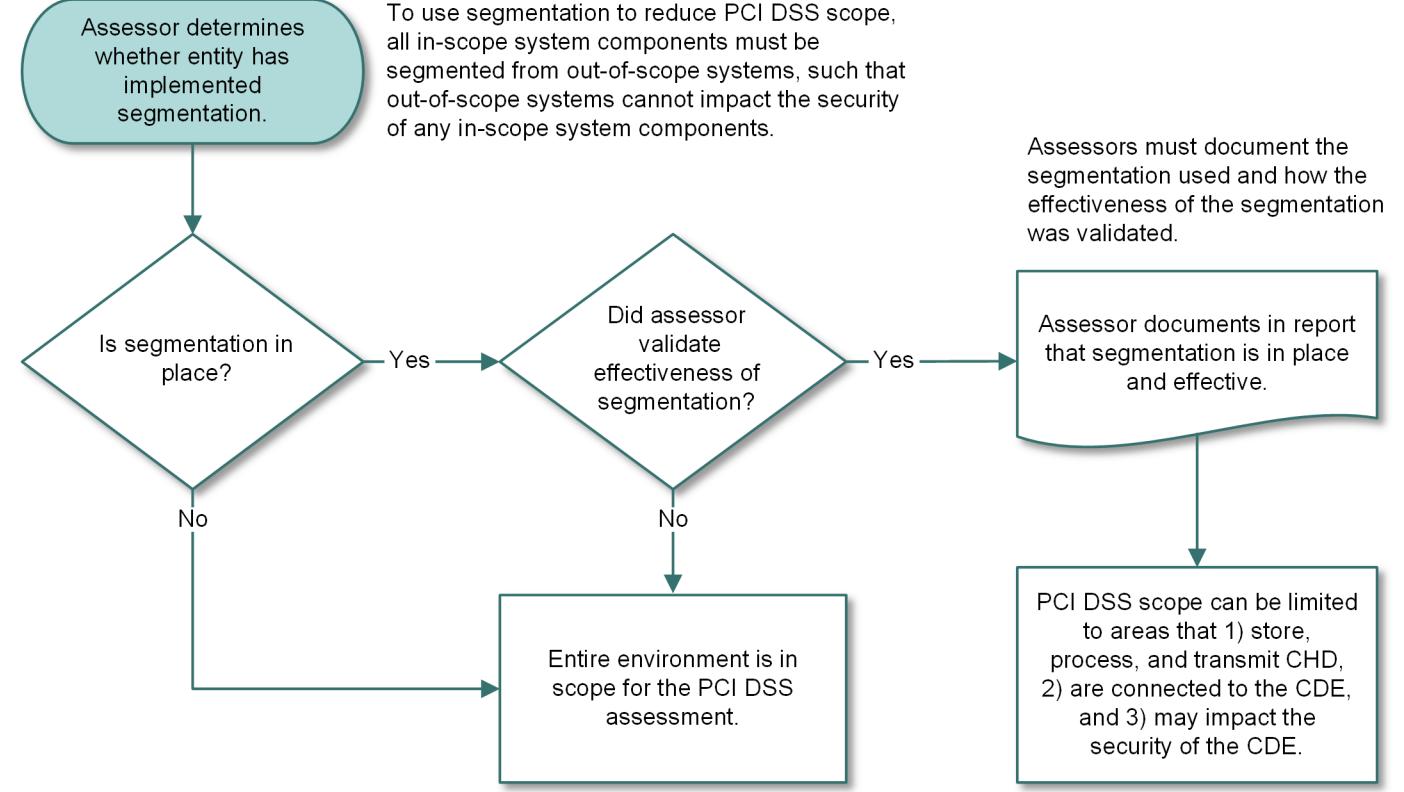 Assessor determines
whether entity has
implemented
segmentation.
To use segmentation to reduce PCI DSS scope,
all in-scope system components must be
segmented from out-of-scope systems, such that
out-of-scope systems cannot impact the security
of any in-scope system components.
Assessors must document the
segmentation used and how the
effectiveness of the segmentation
was validated.
Is segmentation in
place?
Yes
Did assessor
validate
effectiveness of
segmentation?
Yes
Assessor documents in report
that segmentation is in place
and effective.
No
No
Entire environment is in
scope for the PCI DSS
assessment.
PCI DSS scope can be limited
to areas that 1) store,
process, and transmit CHD,
2) are connected to the CDE,
and 3) may impact the
security of the CDE.